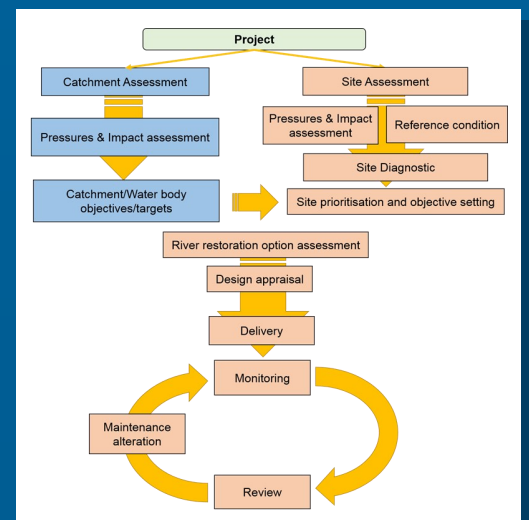 Project
Catchment Assessment
Site Assessment
Pressures & Impact assessment
Pressures & Impact
assessment
Reference condition
Site Diagnostic
Catchment/Water body
objectives/targets
Site prioritisation and objective setting
River restoration option assessment
Design appraisal
Delivery
Monitoring
Maintenance
alteration
Review